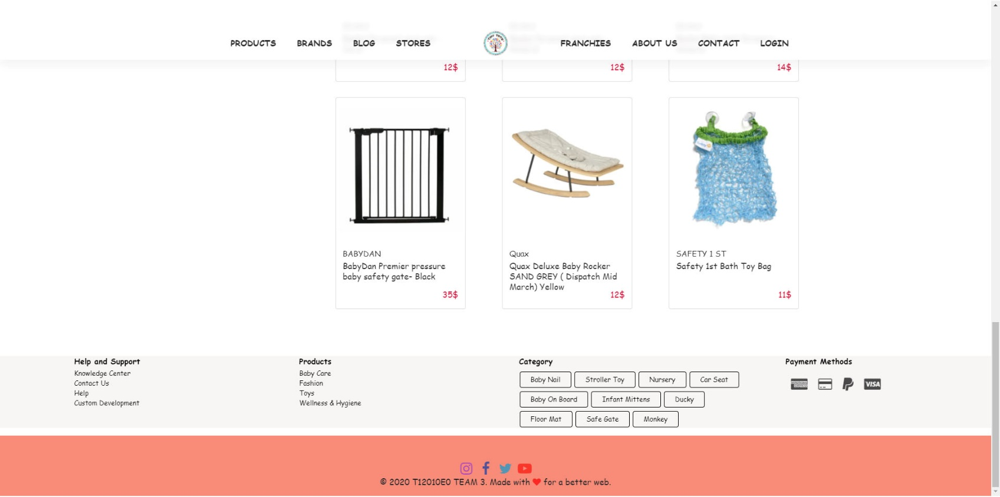 PRODUCTS BRANDS BLOG STORES FRANCHIES ABOUT US CONTACT LOGIN
12$ 12$ 14$
BABYDAN
BabyDan Premier pressure
baby safety gate- Black
35$
Quax
Quax Deluxe Baby Rocker
SAND GREY ( Dispatch Mid
March) Yellow
12$
SAFETY 1 ST
Safety 1st Bath Toy Bag
11$
Help and Support
Knowledge Center
Contact Us
Help
Custom Development
Products
Baby Care
Fashion
Toys
Wellness & Hygiene
Category
Baby Nail Stroller Toy Nursery Car Seat
Baby On Board Infant Mittens Ducky
Floor Mat Safe Gate Monkey
Payment Methods
VISA
© 2020 T12010E0 TEAM 3. Made with ❤ for a better web.